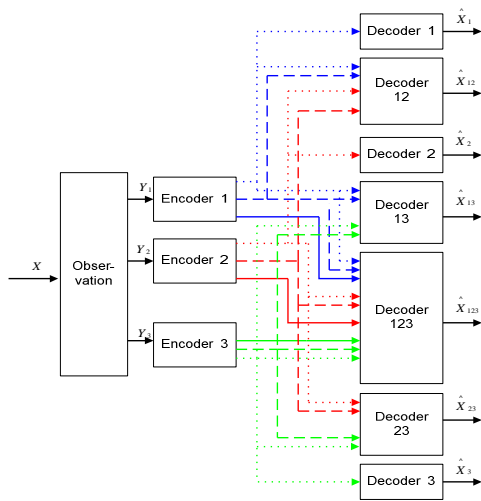 X
Obser-
vation
Y1
Encoder 1
Y2
Encoder 2
Y3
Encoder 3
Decoder 1
X̂1
Decoder
12
X̂12
Decoder 2
X̂2
Decoder
13
X̂13
Decoder
123
X̂123
Decoder
23
X̂23
Decoder 3
X̂3